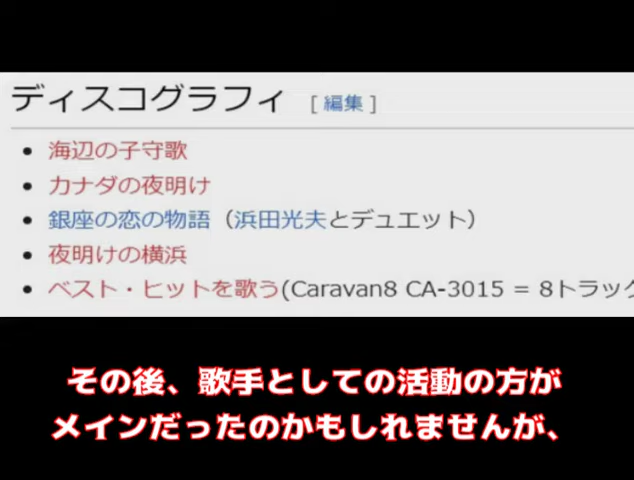 ディスコグラフィ [編集]
• 海辺の子守歌
• カナダの夜明け
• 銀座の恋の物語（浜田光夫とデュエット）
• 夜明けの横浜
• ベスト・ヒットを歌う(Caravan8 CA-3015 = 8トラック
その後、歌手としての活動の方が
メインだったのかもしれませんが、